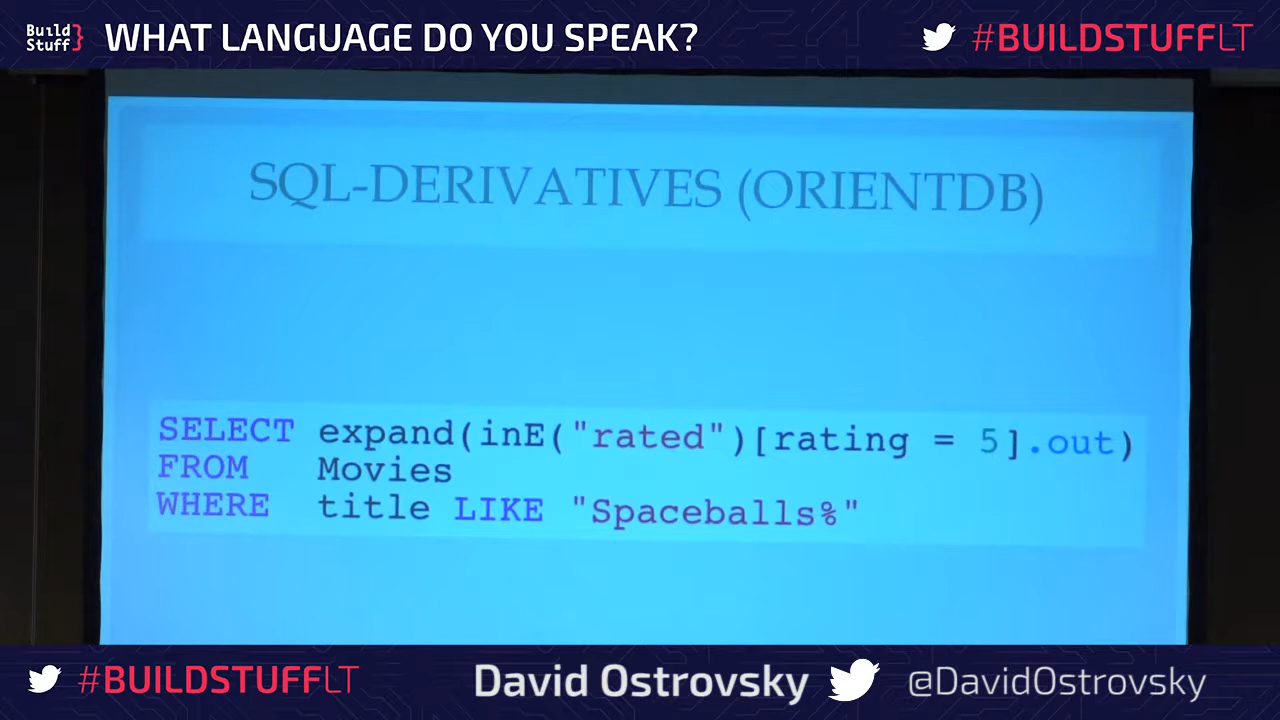 Build
Stuff} WHAT LANGUAGE DO YOU SPEAK? #BUILDSTUFFLT
SQL-DERIVATIVES (ORIENTDB)
SELECT expand(inE("rated")[rating = 5].out)
FROM Movies
WHERE title LIKE "Spaceballs%"
#BUILDSTUFFLT David Ostrovsky @DavidOstrovsky